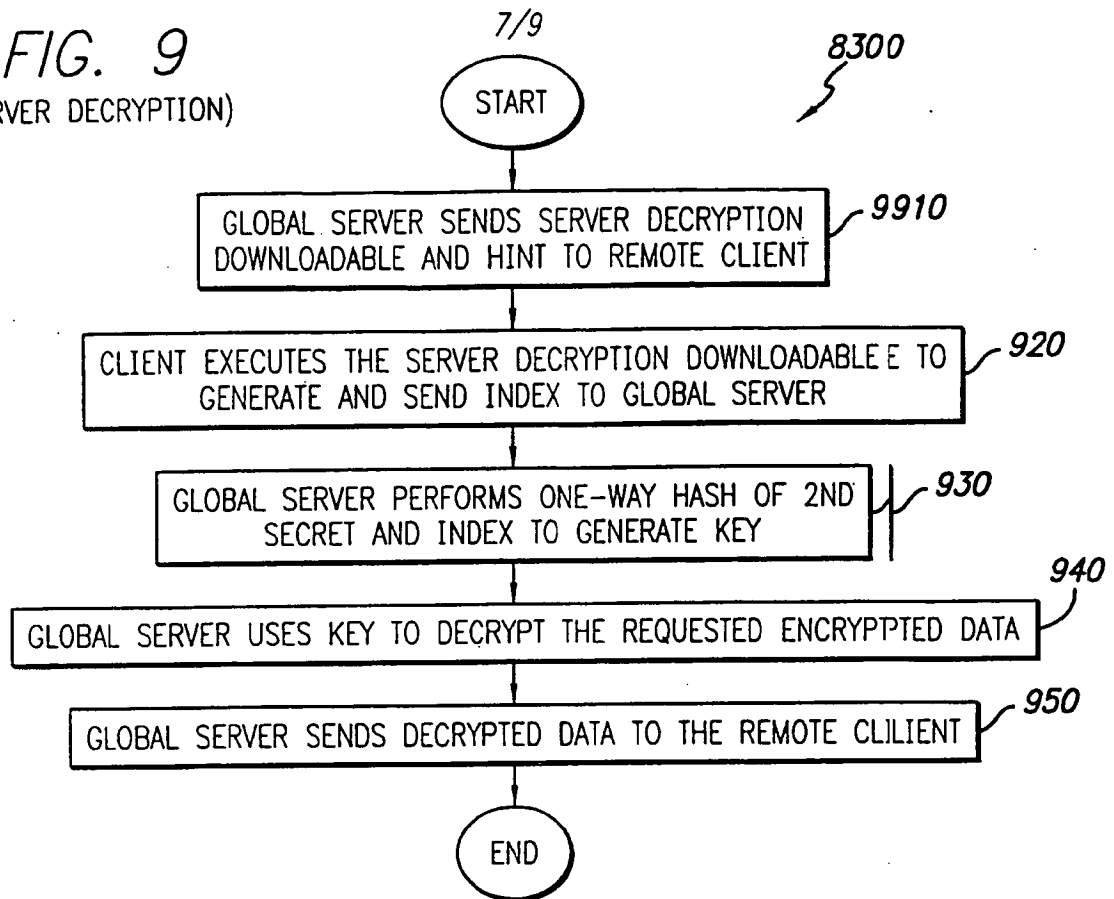 FIG. 9
7/9
8300
RVER DECRYPTION)
START
GLOBAL SERVER SENDS SERVER DECRYPTION
DOWNLOADABLE AND HINT TO REMOTE CLIENT
9910
CLIENT EXECUTES THE SERVER DECRYPTION DOWNLOADABLE E TO
GENERATE AND SEND INDEX TO GLOBAL SERVER
920
GLOBAL SERVER PERFORMS ONE-WAY HASH OF 2ND
SECRET AND INDEX TO GENERATE KEY
930
GLOBAL SERVER USES KEY TO DECRYPT THE REQUESTED ENCRYPPTED DATA
940
GLOBAL SERVER SENDS DECRYPTED DATA TO THE REMOTE CLILIENT
950
END